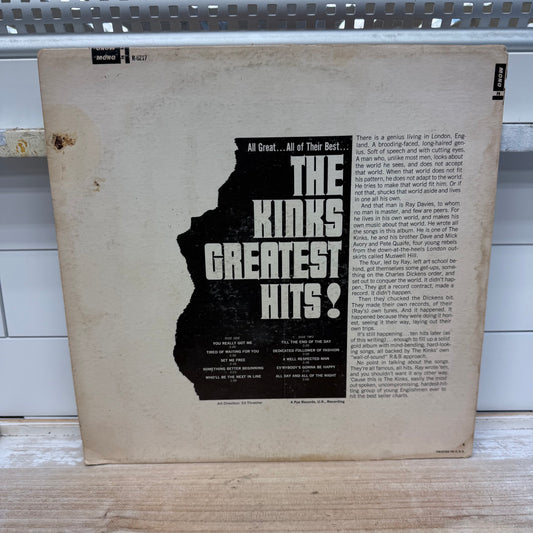 MONO
R-6217
MONO
All Great...All of Their Best...
THE
KINKS
GREATEST
HITS!
SIDE ONE
YOU REALLY GOT ME
TIRED OF WAITING FOR YOU
SET ME FREE
SOMETHING BETTER BEGINNING
WHO'LL BE THE NEXT IN LINE
SIDE TWO
TILL THE END OF THE DAY
DEDICATED FOLLOWER OF FASHION
A WELL RESPECTED MAN
EV'RYBODY'S GONNA BE HAPPY
ALL DAY AND ALL OF THE NIGHT
Art Direction: Ed Thrasher
A Pye Records, U.K., Recording
There is a genius living in London, Eng-
land. A brooding-faced, long-haired gen-
ius. Soft of speech and with cutting eyes.
A man who, unlike most men, looks about
the world he sees, and does not accept
that world. When that world does not fit
his pattern, he does not adapt to the world.
He tries to make that world fit him. Or if
not that, shucks that world aside and lives
in one all his own.
And that man is Ray Davies, to whom
no man is master, and few are peers. For
he lives in his own world, and makes his
own music about that world. He wrote all
the songs in this album. He is one of The
Kinks, he and his brother Dave and Mick
Avory and Pete Quaife, four young rebels
from the down-at-the-heels London out-
skirts called Muswell Hill.
The four, led by Ray, left art school be-
hind, got themselves some get-ups, some-
thing on the Charles Dickens order, and
set out to conquer the world. It didn't hap-
pen. They got a record contract, made a
record. It didn't happen.
Then they chucked the Dickens bit.
They made their own records, of their
(Ray's) own tunes. And it happened. It
happened because they were doing it hon-
est, seeing it their way, laying out their
own trips.
It's still happening . . . ten hits later (as
of this writing) . . . enough to fill up a solid
gold album with mind-bending, hard-look-
ing songs, all backed by The Kinks' own
"wall-of-sound" R&B approach.
No point in talking about the songs.
They're all famous, all hits. Ray wrote 'em,
and you shouldn't want it any other way.
'Cause this is The Kinks, easily the most
out-spoken, uncompromising, hardest-hit-
ting group of young Englishmen ever to
hit the best seller charts.
PRINTED IN U.S.A.